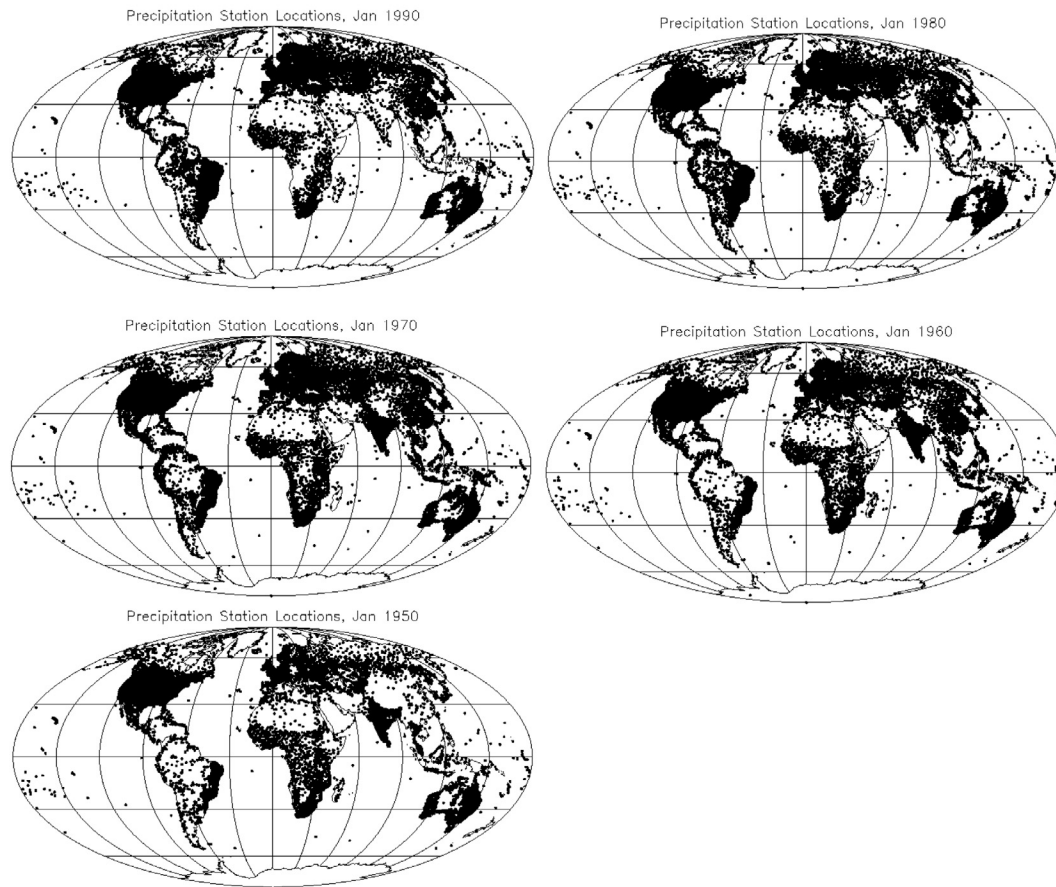 Precipitation Station Locations, Jan 1990
Precipitation Station Locations, Jan 1980
Precipitation Station Locations, Jan 1970
Precipitation Station Locations, Jan 1960
Precipitation Station Locations, Jan 1950